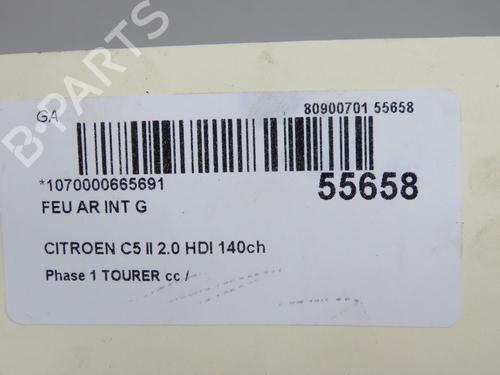 GA
80900701 55658
*1070000665691
55658
FEU AR INT G
CITROEN C5 II 2.0 HDI 140ch
Phase 1 TOURER cc /
B-PARTS